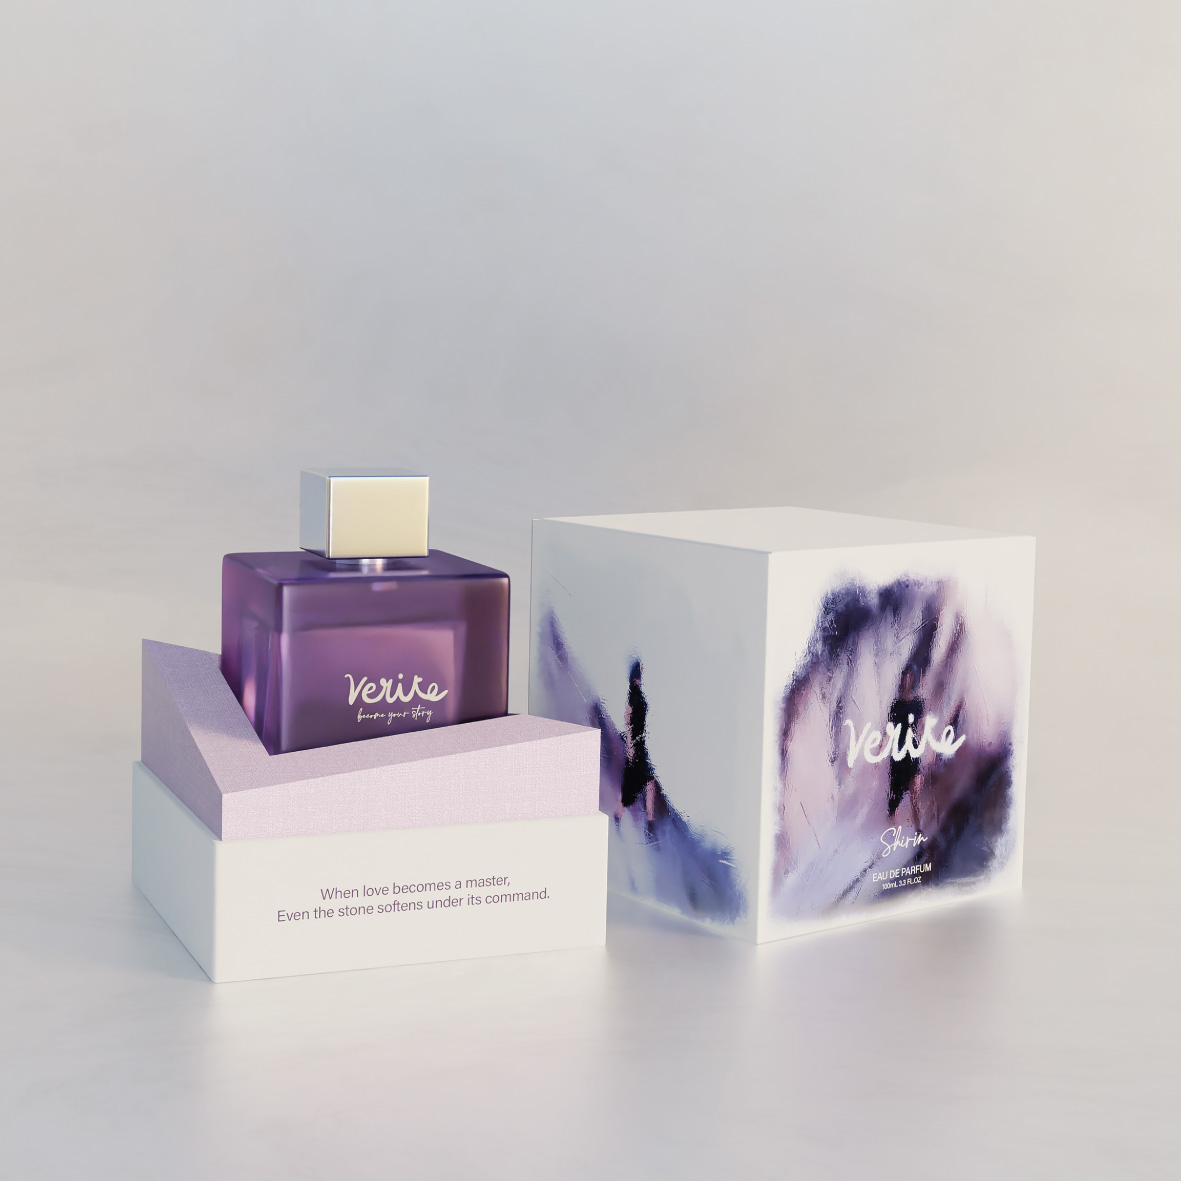 Verite
become your story
When love becomes a master,
Even the stone softens under its command.
Verite
Shirin
EAU DE PARFUM
100mL 3.3 FL.OZ